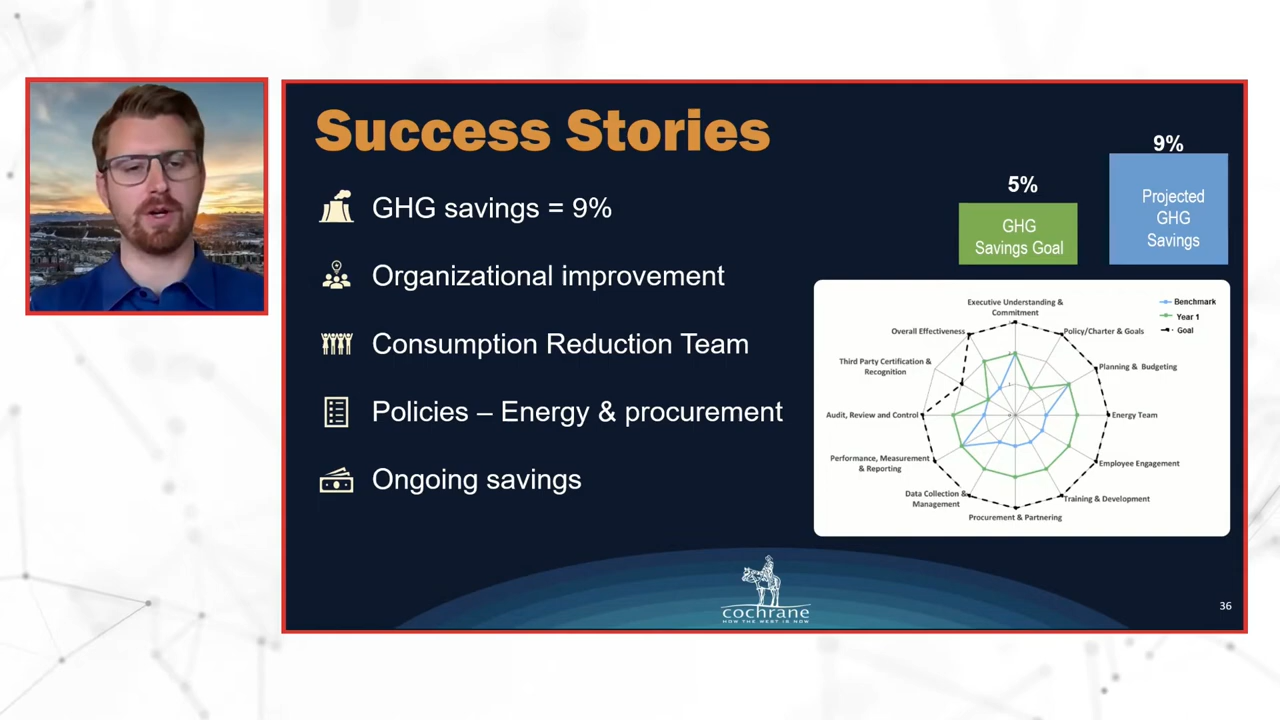 Success Stories
GHG savings = 9%
Organizational improvement
Consumption Reduction Team
Policies – Energy & procurement
Ongoing savings
5%
GHG
Savings Goal
9%
Projected
GHG
Savings
Executive Understanding &
Commitment
Policy/Charter & Goals
Planning & Budgeting
Energy Team
Employee Engagement
Training & Development
Procurement & Partnering
Data Collection &
Management
Performance, Measurement
& Reporting
Audit, Review and Control
Third Party Certification &
Recognition
Overall Effectiveness
Benchmark
Year 1
Goal
cochrane
HOW THE WEST IS NOW
36